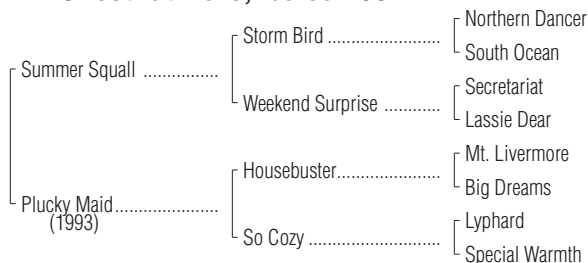 Northern Dancer
Storm Bird ........................
South Ocean
Summer Squall ................
Secretariat
Weekend Surprise ............
Lassie Dear
Mt. Livermore
Housebuster......................
Big Dreams
Plucky Maid......................
(1993)
Lyphard
So Cozy ............................
Special Warmth